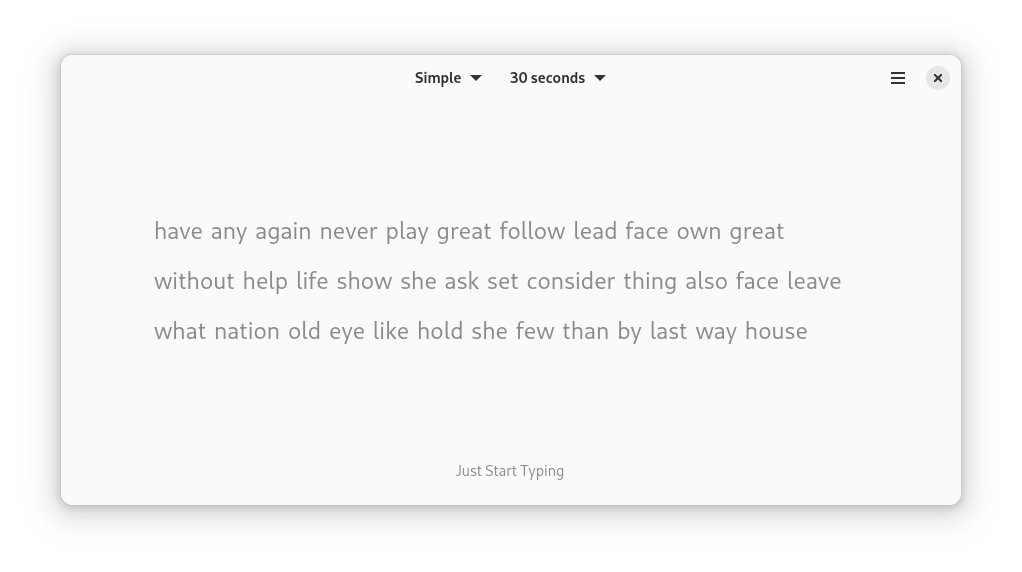 Simple 30 seconds
have any again never play great follow lead face own great
without help life show she ask set consider thing also face leave
what nation old eye like hold she few than by last way house
Just Start Typing